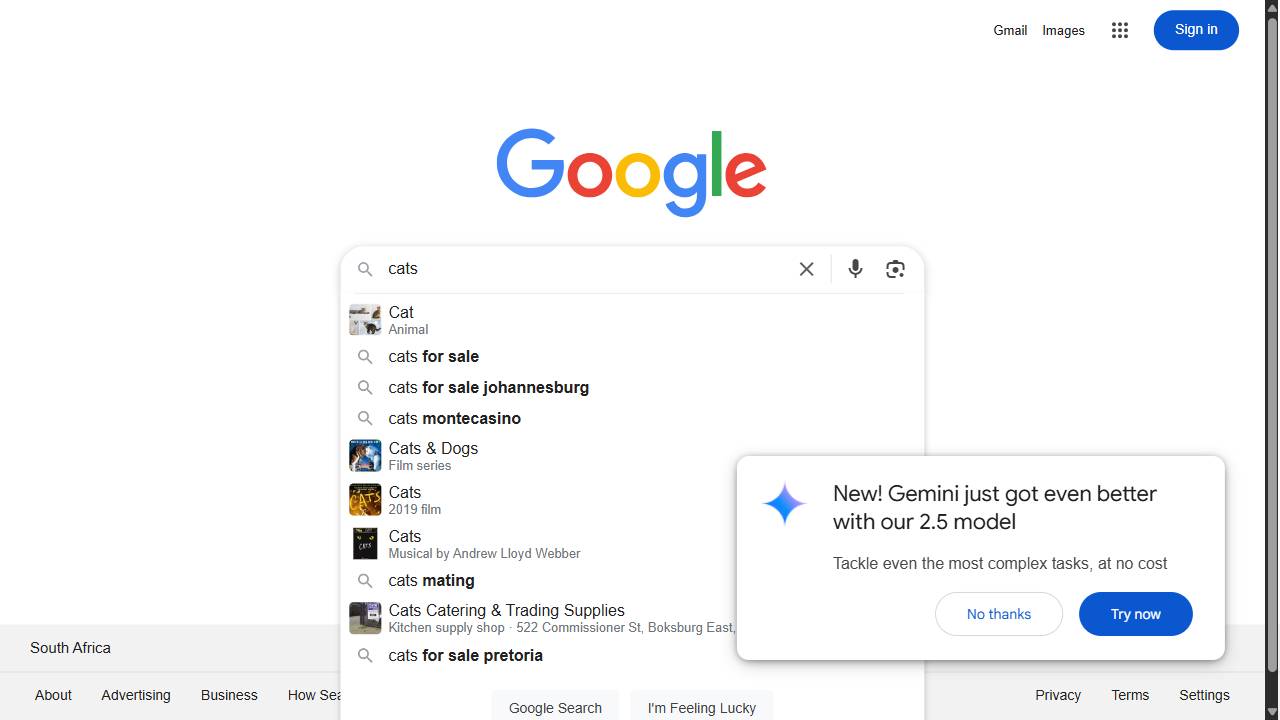 Gmail
Images
Sign in
Google
cats
Cat
Animal
cats for sale
cats for sale johannesburg
cats montecasino
Cats & Dogs
Film series
Cats
2019 film
Cats
Musical by Andrew Lloyd Webber
cats mating
Cats Catering & Trading Supplies
Kitchen supply shop · 522 Commissioner St, Boksburg East,
cats for sale pretoria
Google Search
I'm Feeling Lucky
New! Gemini just got even better
with our 2.5 model
Tackle even the most complex tasks, at no cost
No thanks
Try now
South Africa
About
Advertising
Business
How Sea
Privacy
Terms
Settings